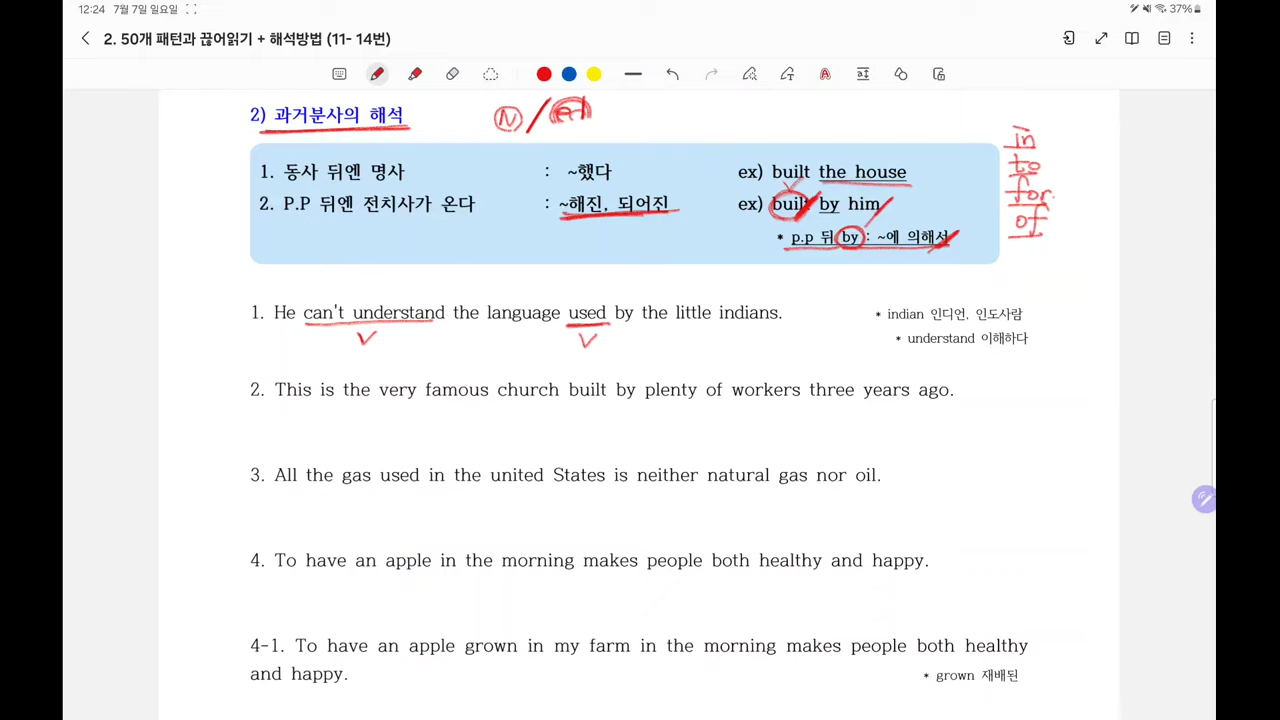 12:24 7월 7일 일요일
37%
2. 50개 패턴과 끊어읽기 + 해석방법 (11- 14번)
2) 과거분사의 해석
N /
1. 동사 뒤엔 명사 : ~했다 ex) built the house
2. P.P 뒤엔 전치사가 온다 : ~해진, 되어진 ex) built by him
* p.p 뒤 by : ~에 의해서
1. He can't understand the language used by the little indians. * indian 인디언, 인도사람
V V * understand 이해하다
2. This is the very famous church built by plenty of workers three years ago.
3. All the gas used in the united States is neither natural gas nor oil.
4. To have an apple in the morning makes people both healthy and happy.
4-1. To have an apple grown in my farm in the morning makes people both healthy
and happy. * grown 재배된